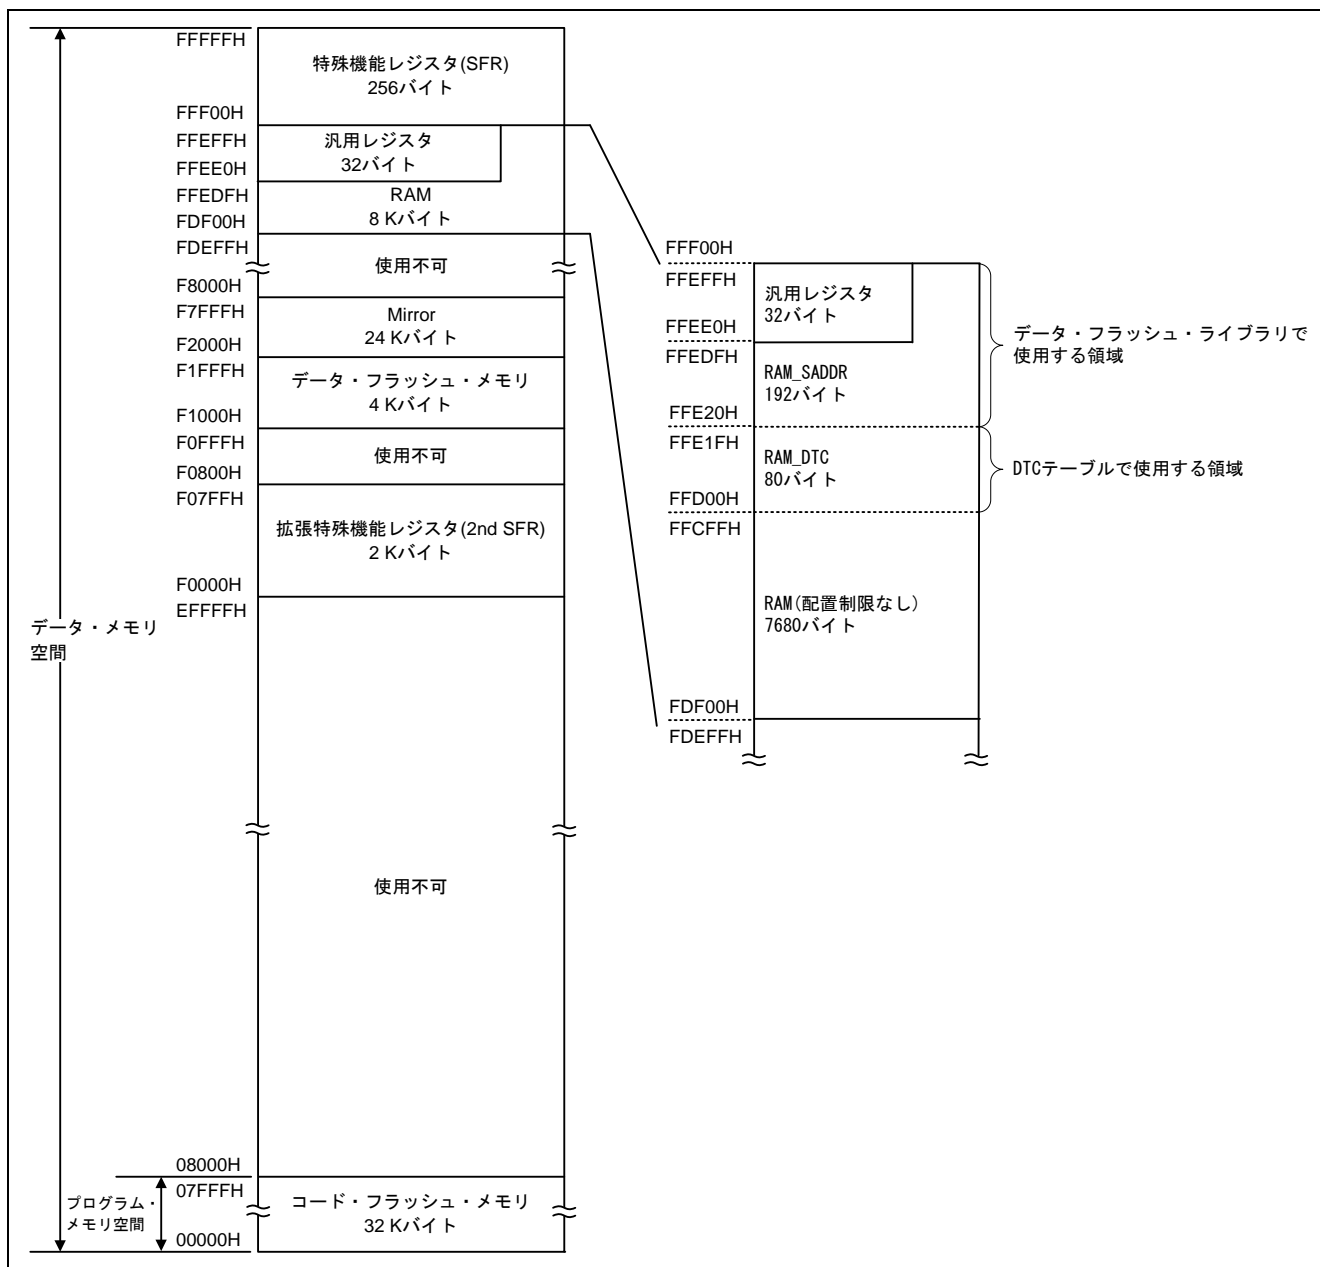 FFFFFH
特殊機能レジスタ(SFR)
256バイト
FFF00H
FFEFFH
汎用レジスタ
32バイト
FFEE0H
FFEDFH
RAM
8 Kバイト
FDF00H
FDEFFH
使用不可
F8000H
F7FFFH
Mirror
24 Kバイト
F2000H
F1FFFH
データ・フラッシュ・メモリ
4 Kバイト
F1000H
F0FFFH
使用不可
F0800H
F07FFH
拡張特殊機能レジスタ(2nd SFR)
2 Kバイト
F0000H
EFFFFH
データ・メモリ
空間
使用不可
08000H
07FFFH
プログラム・
メモリ空間
コード・フラッシュ・メモリ
32 Kバイト
00000H
FFF00H
FFEFFH
汎用レジスタ
32バイト
FFEE0H
FFEDFH
データ・フラッシュ・ライブラリで
使用する領域
RAM_SADDR
192バイト
FFE20H
FFE1FH
RAM_DTC
80バイト
DTCテーブルで使用する領域
FFD00H
FFCFFH
RAM(配置制限なし)
7680バイト
FDF00H
FDEFFH